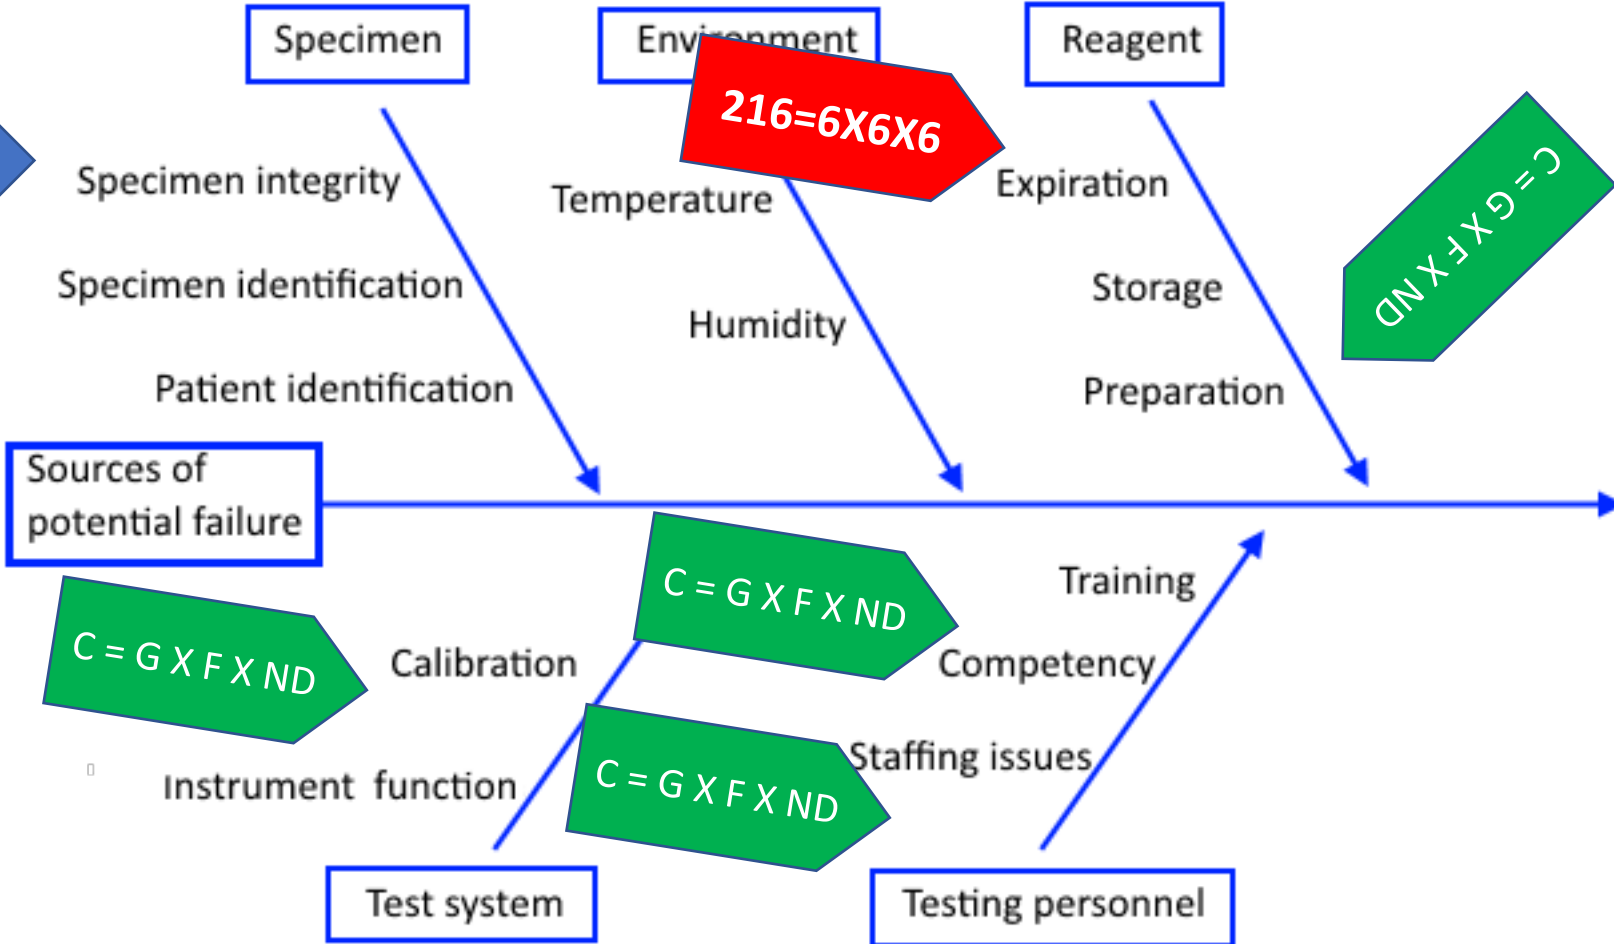 Specimen
Environment
Reagent
216=6X6X6
C = G X F X ND
Specimen integrity
Temperature
Expiration
Specimen identification
Humidity
Storage
Patient identification
Preparation
Sources of
potential failure
C = G X F X ND
Training
C = G X F X ND
Calibration
Competency
C = G X F X ND
Staffing issues
Instrument function
Test system
Testing personnel